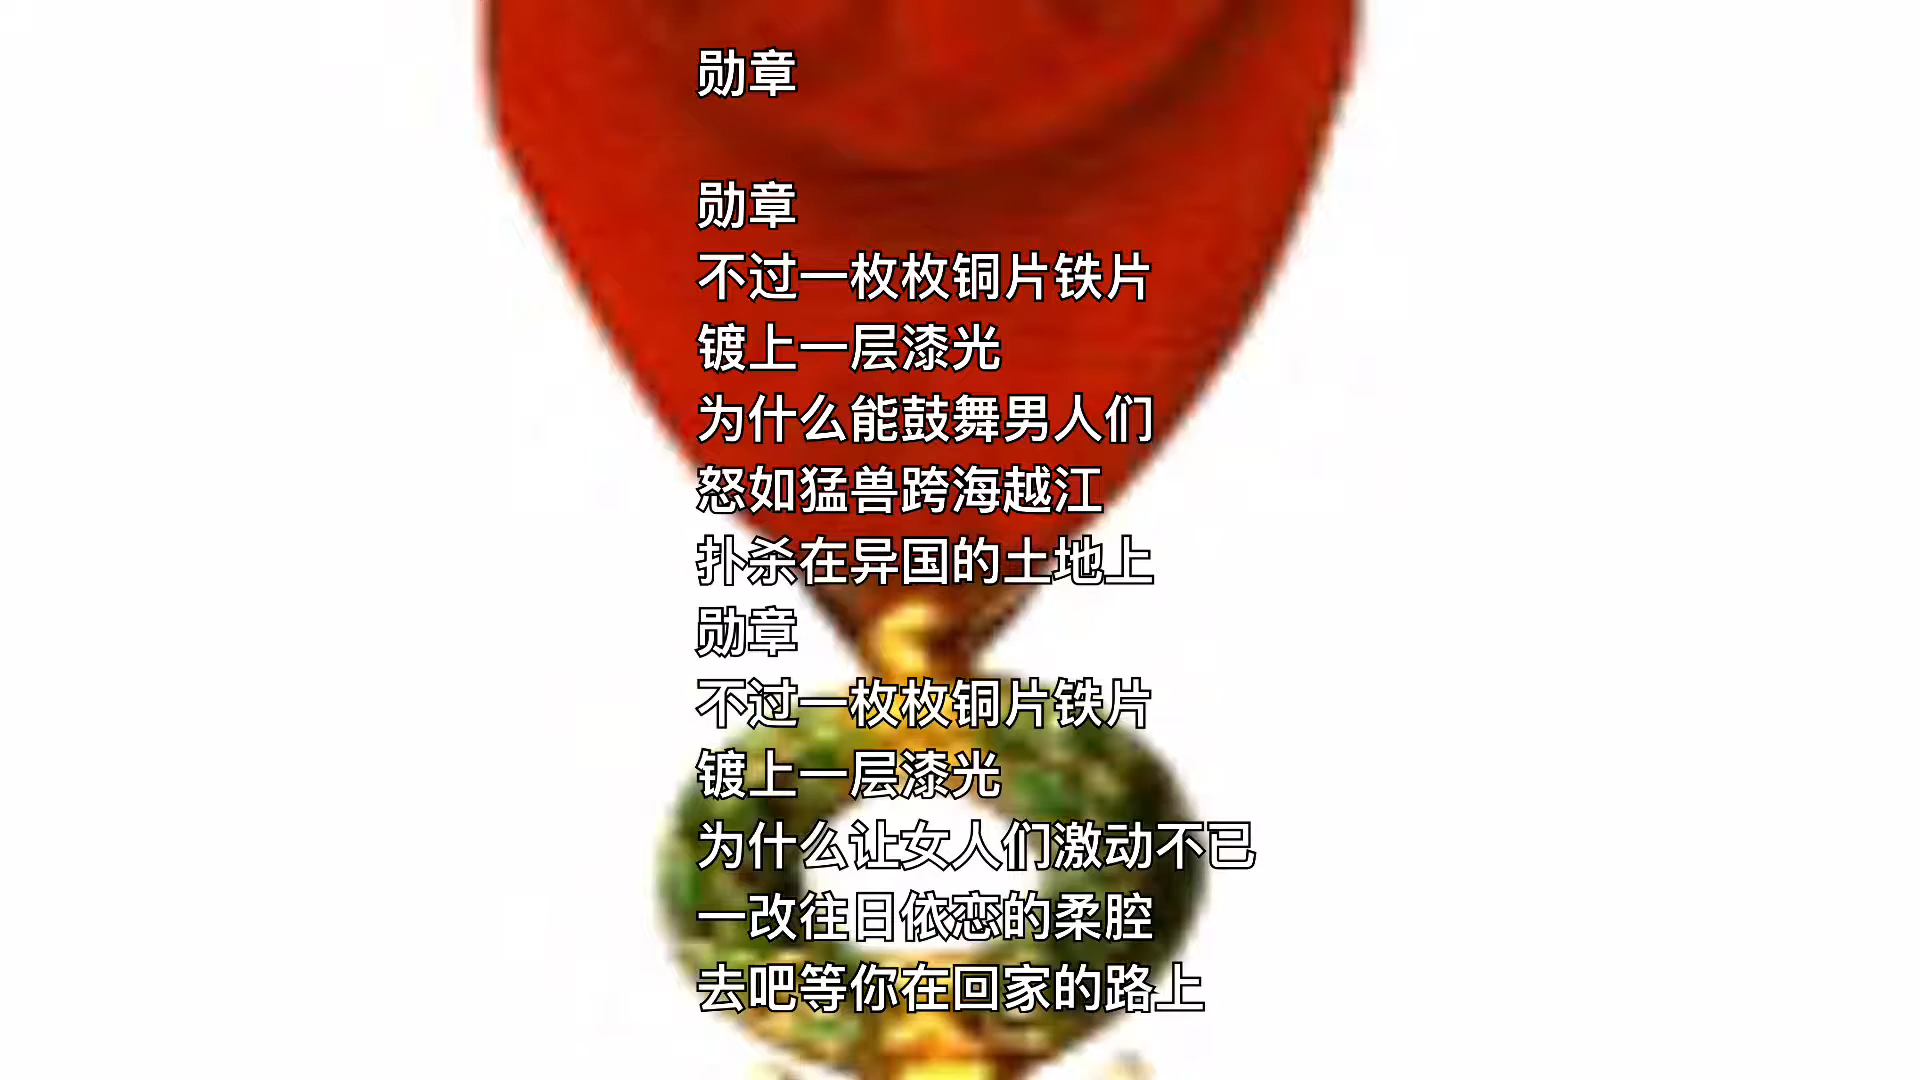 勋章
勋章
不过一枚枚铜片铁片
镀上一层漆光
为什么能鼓舞男人们
怒如猛兽跨海越江
扑杀在异国的土地上
勋章
不过一枚枚铜片铁片
镀上一层漆光
为什么让女人们激动不已
一改往日依恋的柔腔
去吧等你在回家的路上